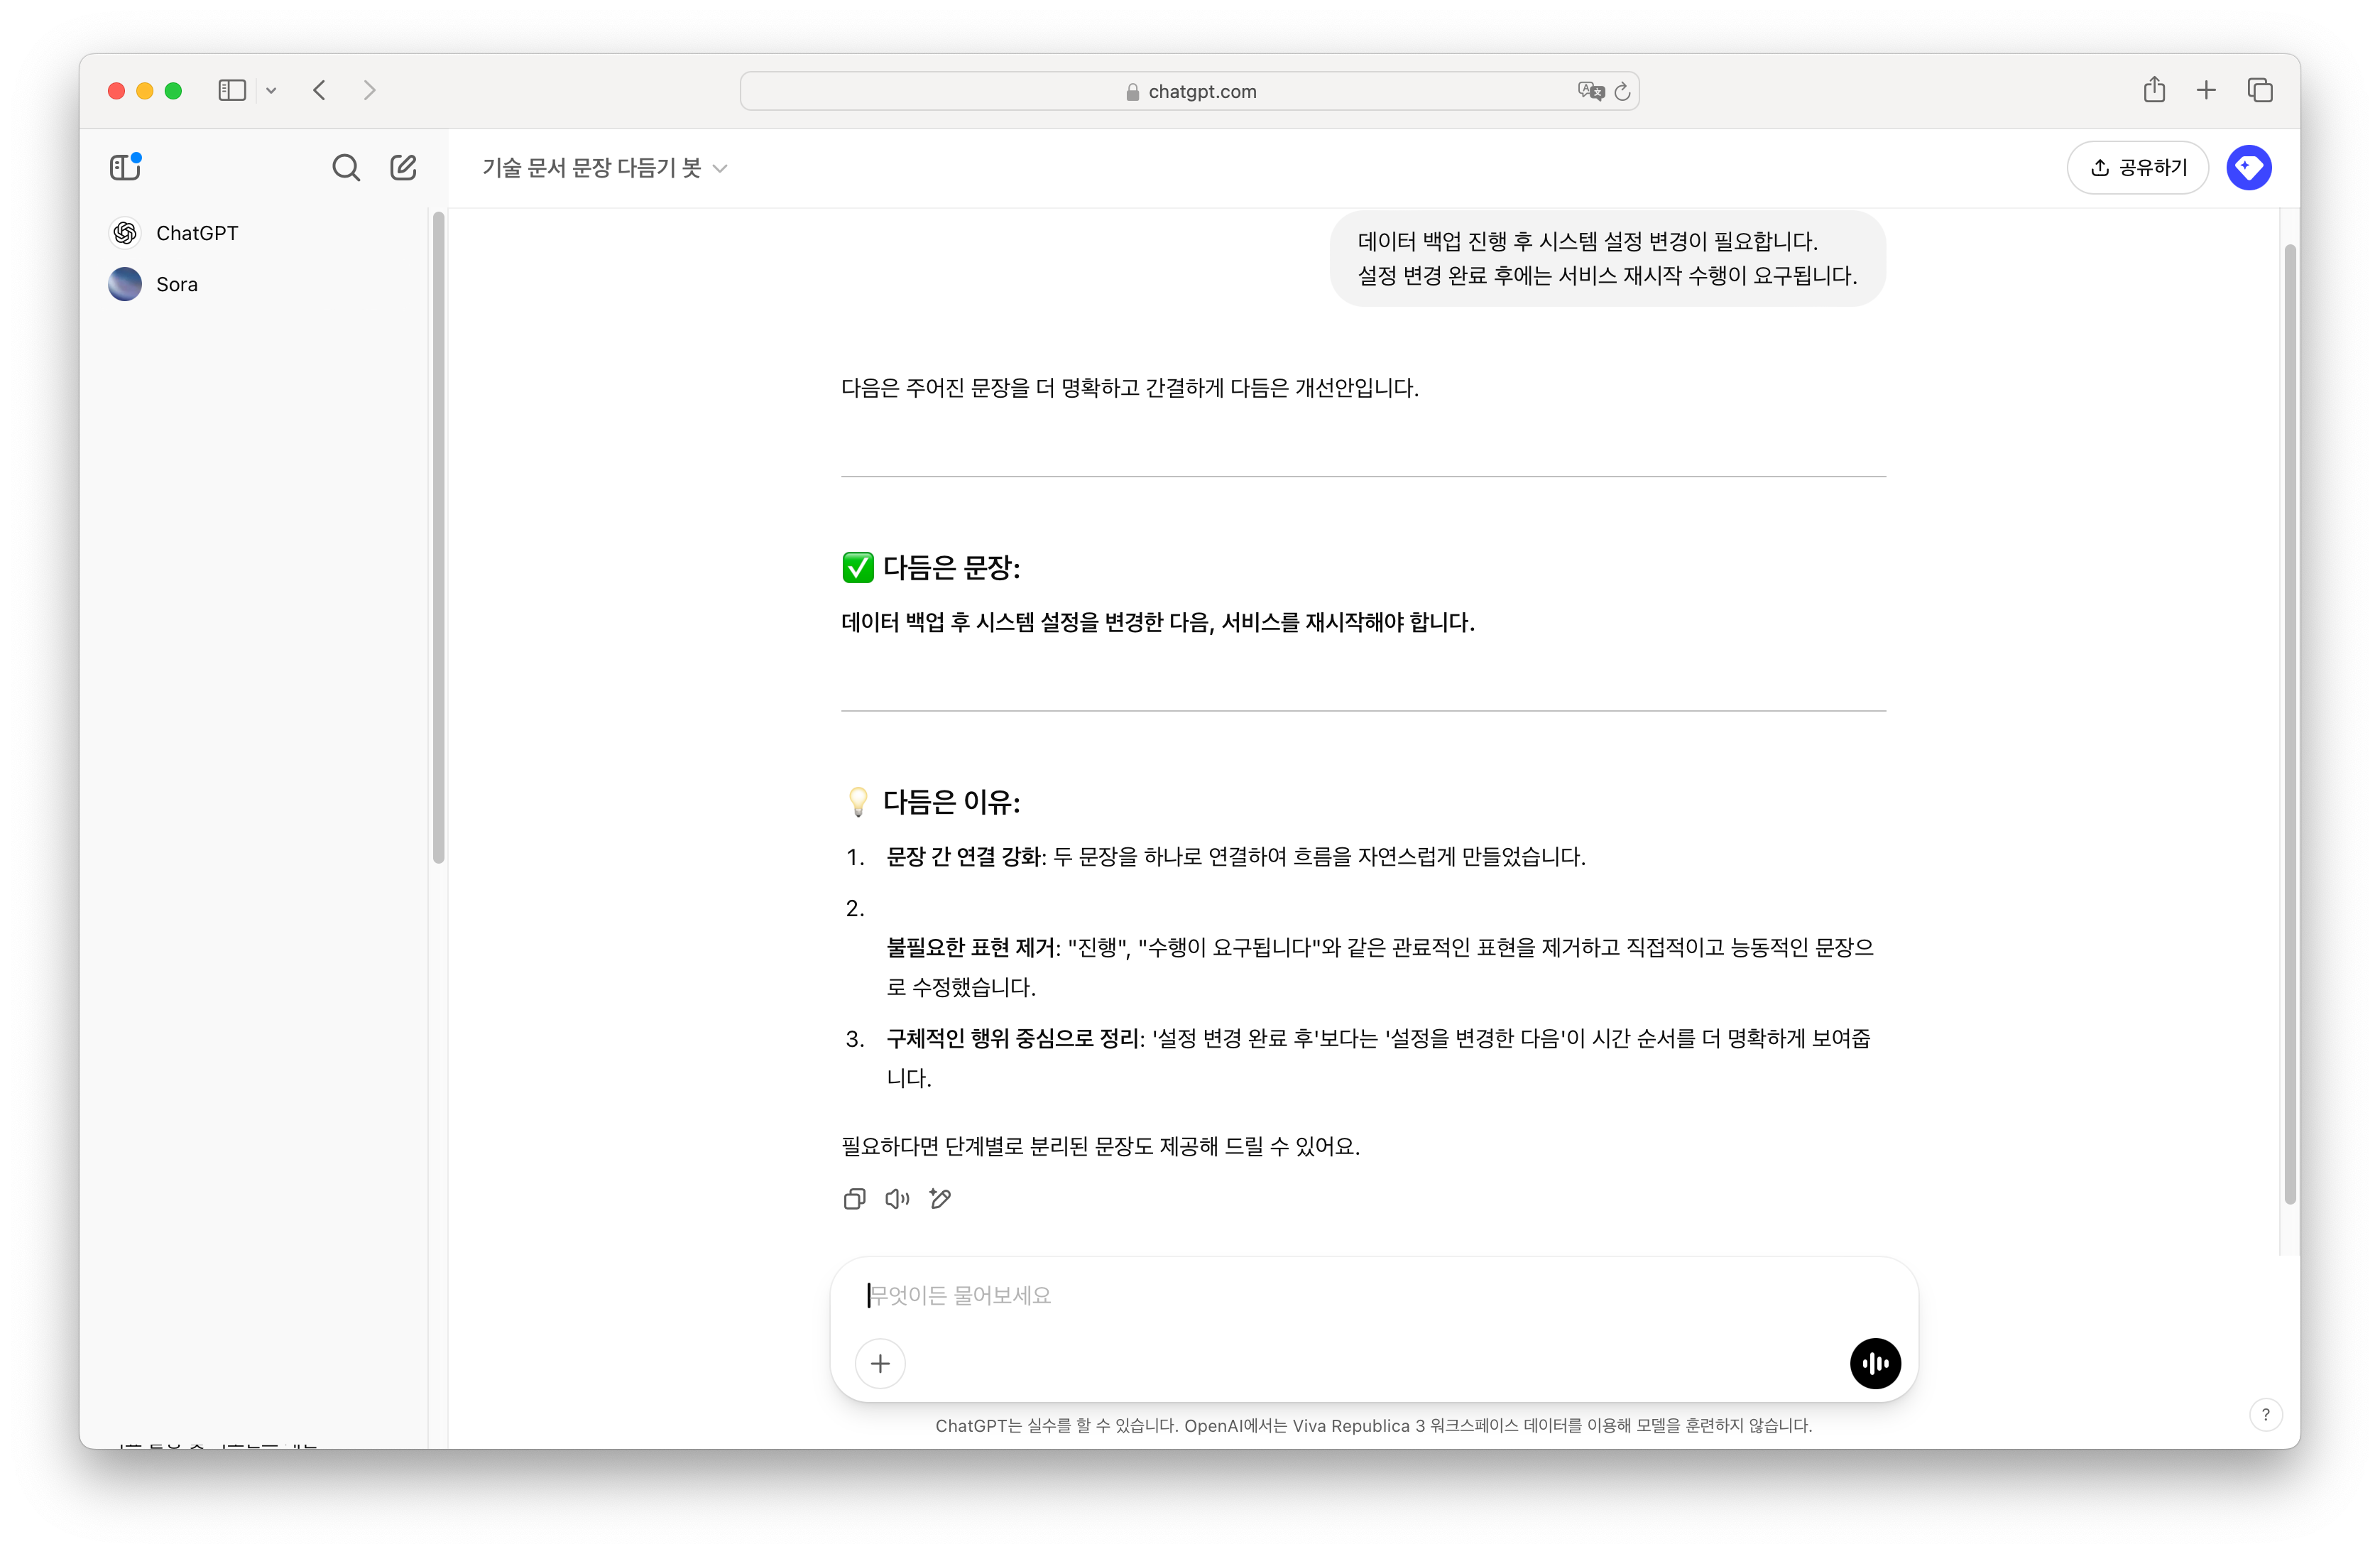 chatgpt.com
기술 문서 문장 다듬기 봇
공유하기
ChatGPT
Sora
데이터 백업 진행 후 시스템 설정 변경이 필요합니다.
설정 변경 완료 후에는 서비스 재시작 수행이 요구됩니다.
다음은 주어진 문장을 더 명확하고 간결하게 다듬은 개선안입니다.
✅ 다듬은 문장:
데이터 백업 후 시스템 설정을 변경한 다음, 서비스를 재시작해야 합니다.
💡 다듬은 이유:
1. 문장 간 연결 강화: 두 문장을 하나로 연결하여 흐름을 자연스럽게 만들었습니다.
2.
불필요한 표현 제거: "진행", "수행이 요구됩니다"와 같은 관료적인 표현을 제거하고 직접적이고 능동적인 문장으
로 수정했습니다.
3. 구체적인 행위 중심으로 정리: '설정 변경 완료 후'보다는 '설정을 변경한 다음'이 시간 순서를 더 명확하게 보여줍
니다.
필요하다면 단계별로 분리된 문장도 제공해 드릴 수 있어요.
무엇이든 물어보세요
ChatGPT는 실수를 할 수 있습니다. OpenAI에서는 Viva Republica 3 워크스페이스 데이터를 이용해 모델을 훈련하지 않습니다.
?